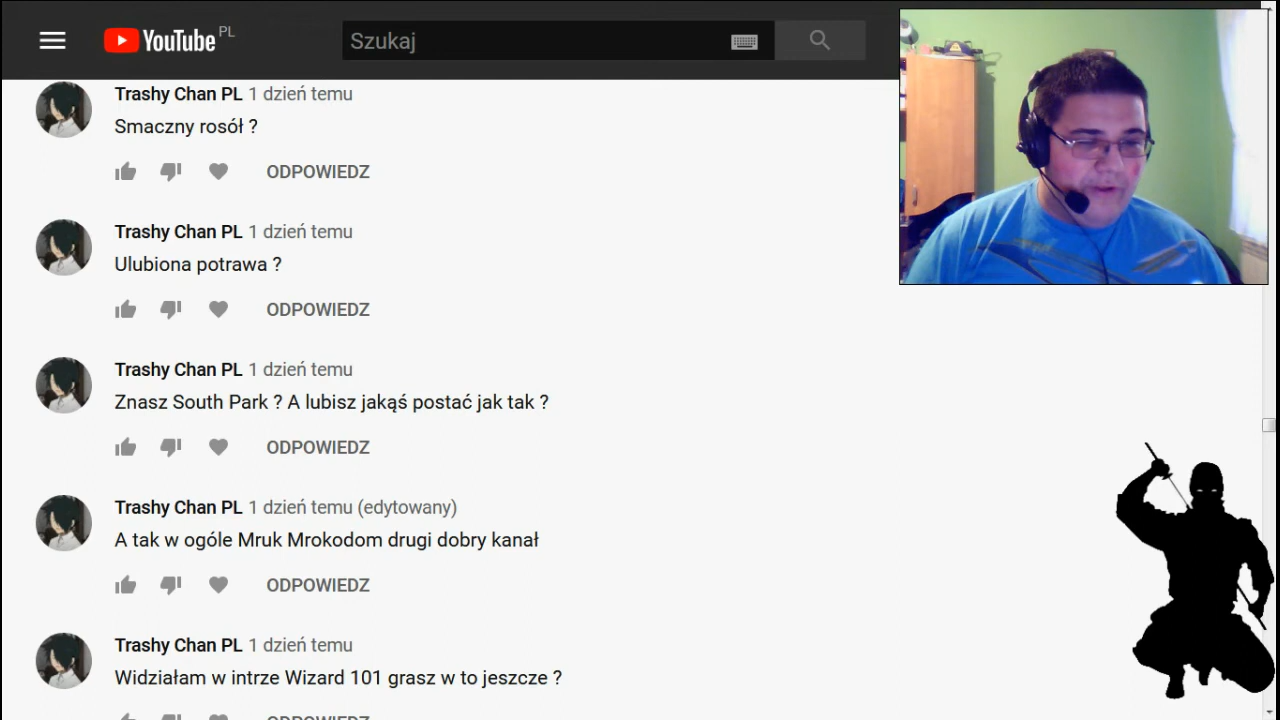 YouTube PL
Szukaj
Trashy Chan PL 1 dzień temu
Smaczny rosół ?
ODPOWIEDZ
Trashy Chan PL 1 dzień temu
Ulubiona potrawa ?
ODPOWIEDZ
Trashy Chan PL 1 dzień temu
Znasz South Park ? A lubisz jakąś postać jak tak ?
ODPOWIEDZ
Trashy Chan PL 1 dzień temu (edytowany)
A tak w ogóle Mruk Mrokodom drugi dobry kanał
ODPOWIEDZ
Trashy Chan PL 1 dzień temu
Widziałam w intrze Wizard 101 grasz w to jeszcze ?
ODPOWIEDZ